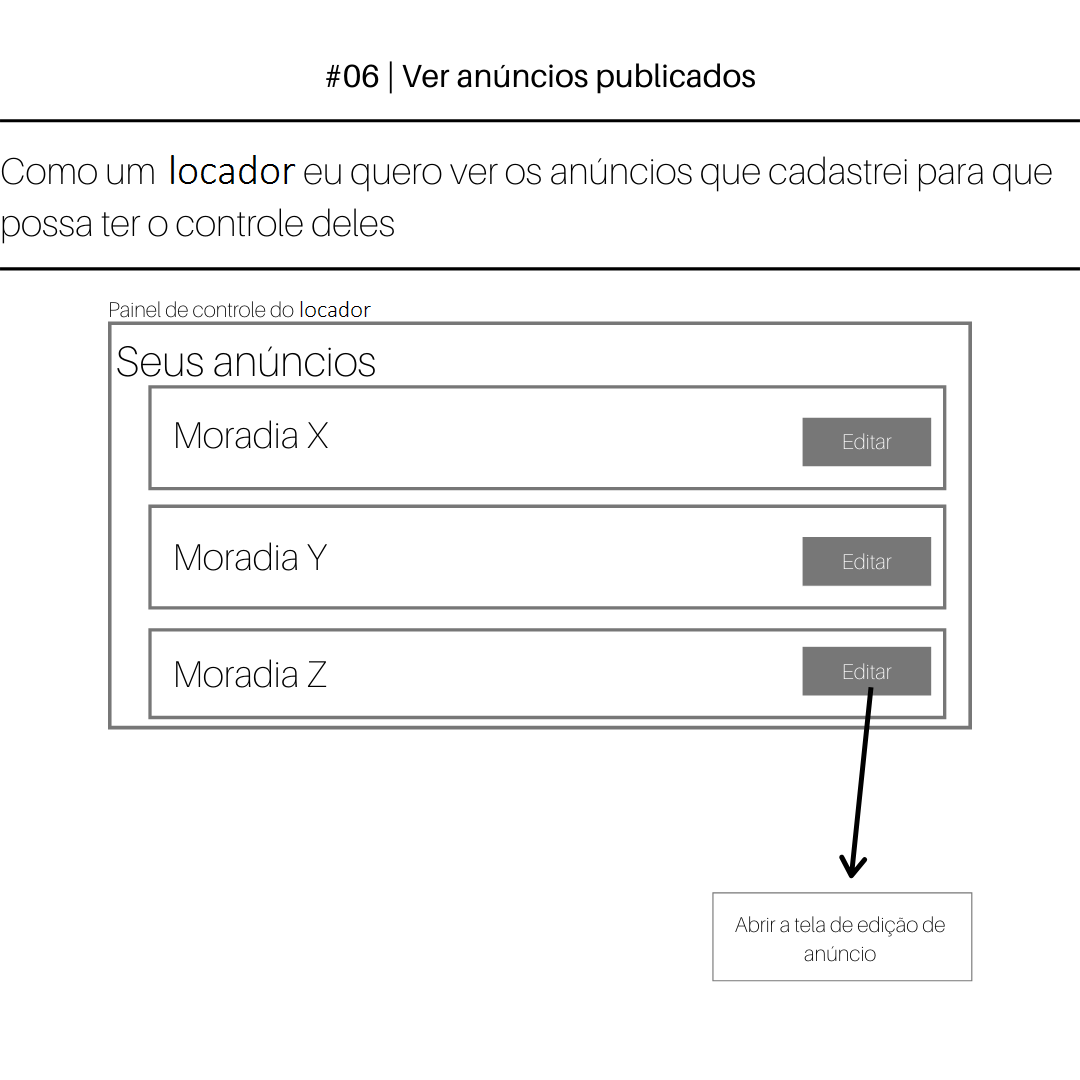 #06 | Ver anúncios publicados
Como um locador eu quero ver os anúncios que cadastrei para que
possa ter o controle deles
Painel de controle do locador
Seus anúncios
Moradia X
Editar
Moradia Y
Editar
Moradia Z
Editar
Abrir a tela de edição de
anúncio